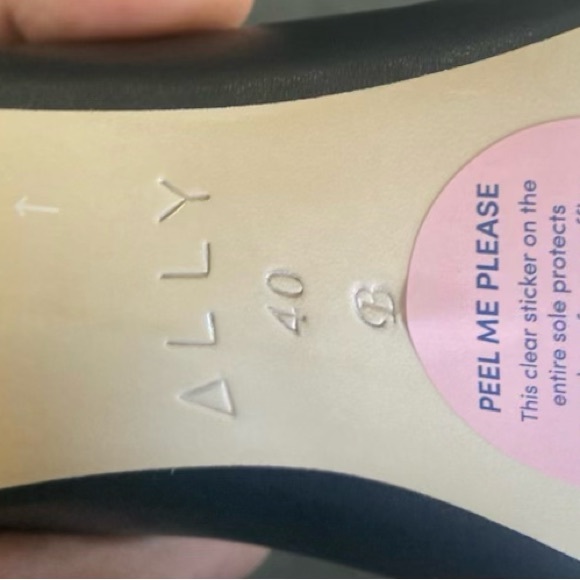 ALLY
40
B
PEEL ME PLEASE
This clear sticker on the
entire sole protects